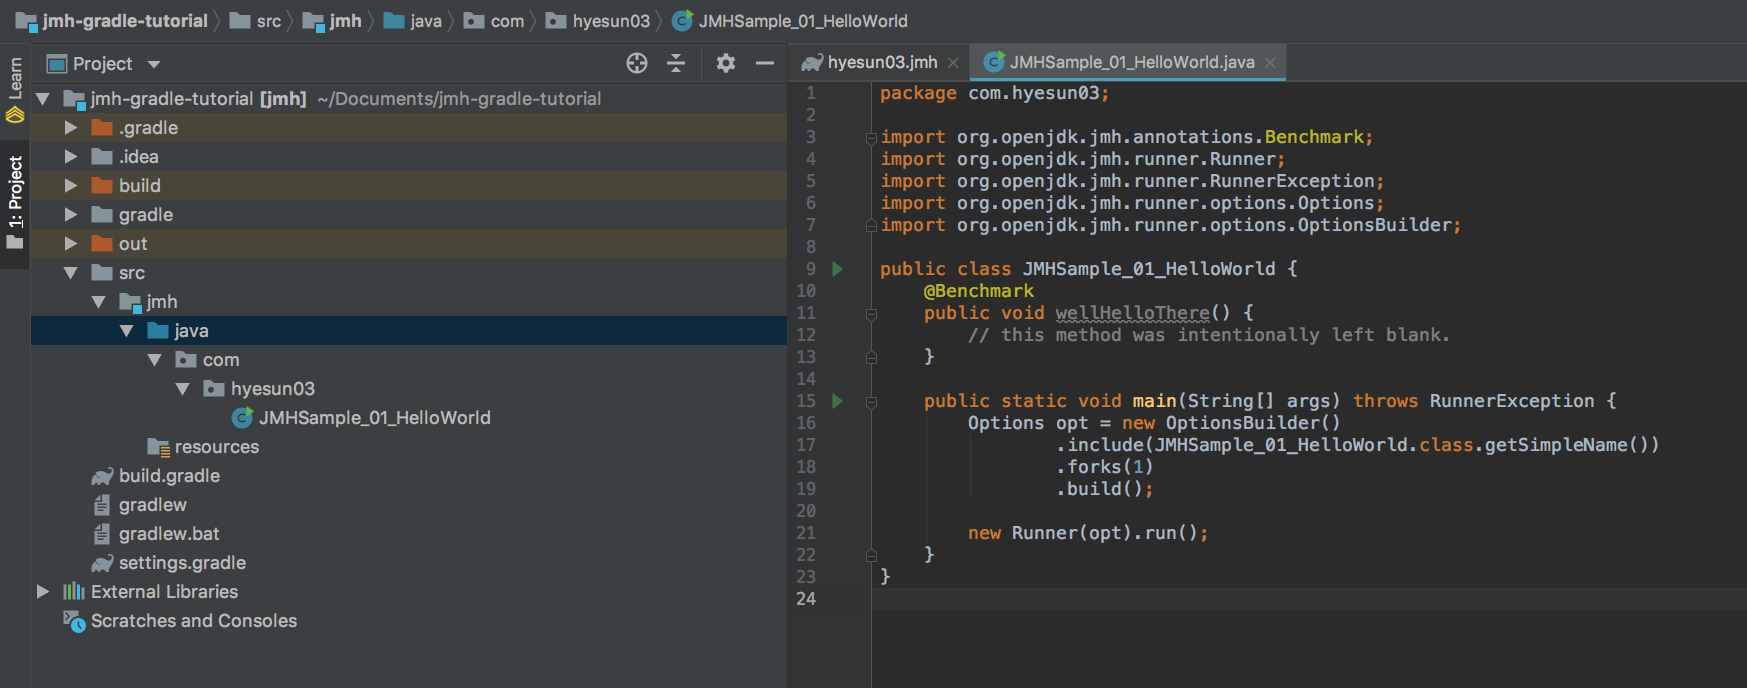 jmh-gradle-tutorial src jmh java com hyesun03 JMHSample_01_HelloWorld
Learn
1: Project
Project
jmh-gradle-tutorial [jmh] ~/Documents/jmh-gradle-tutorial
.gradle
.idea
build
gradle
out
src
jmh
java
com
hyesun03
JMHSample_01_HelloWorld
resources
build.gradle
gradlew
gradlew.bat
settings.gradle
External Libraries
Scratches and Consoles
hyesun03.jmh JMHSample_01_HelloWorld.java
1 package com.hyesun03;
2
3 import org.openjdk.jmh.annotations.Benchmark;
4 import org.openjdk.jmh.runner.Runner;
5 import org.openjdk.jmh.runner.RunnerException;
6 import org.openjdk.jmh.runner.options.Options;
7 import org.openjdk.jmh.runner.options.OptionsBuilder;
8
9 public class JMHSample_01_HelloWorld {
10 @Benchmark
11 public void wellHelloThere() {
12 // this method was intentionally left blank.
13 }
14
15 public static void main(String[] args) throws RunnerException {
16 Options opt = new OptionsBuilder()
17 .include(JMHSample_01_HelloWorld.class.getSimpleName())
18 .forks(1)
19 .build();
20
21 new Runner(opt).run();
22 }
23 }
24